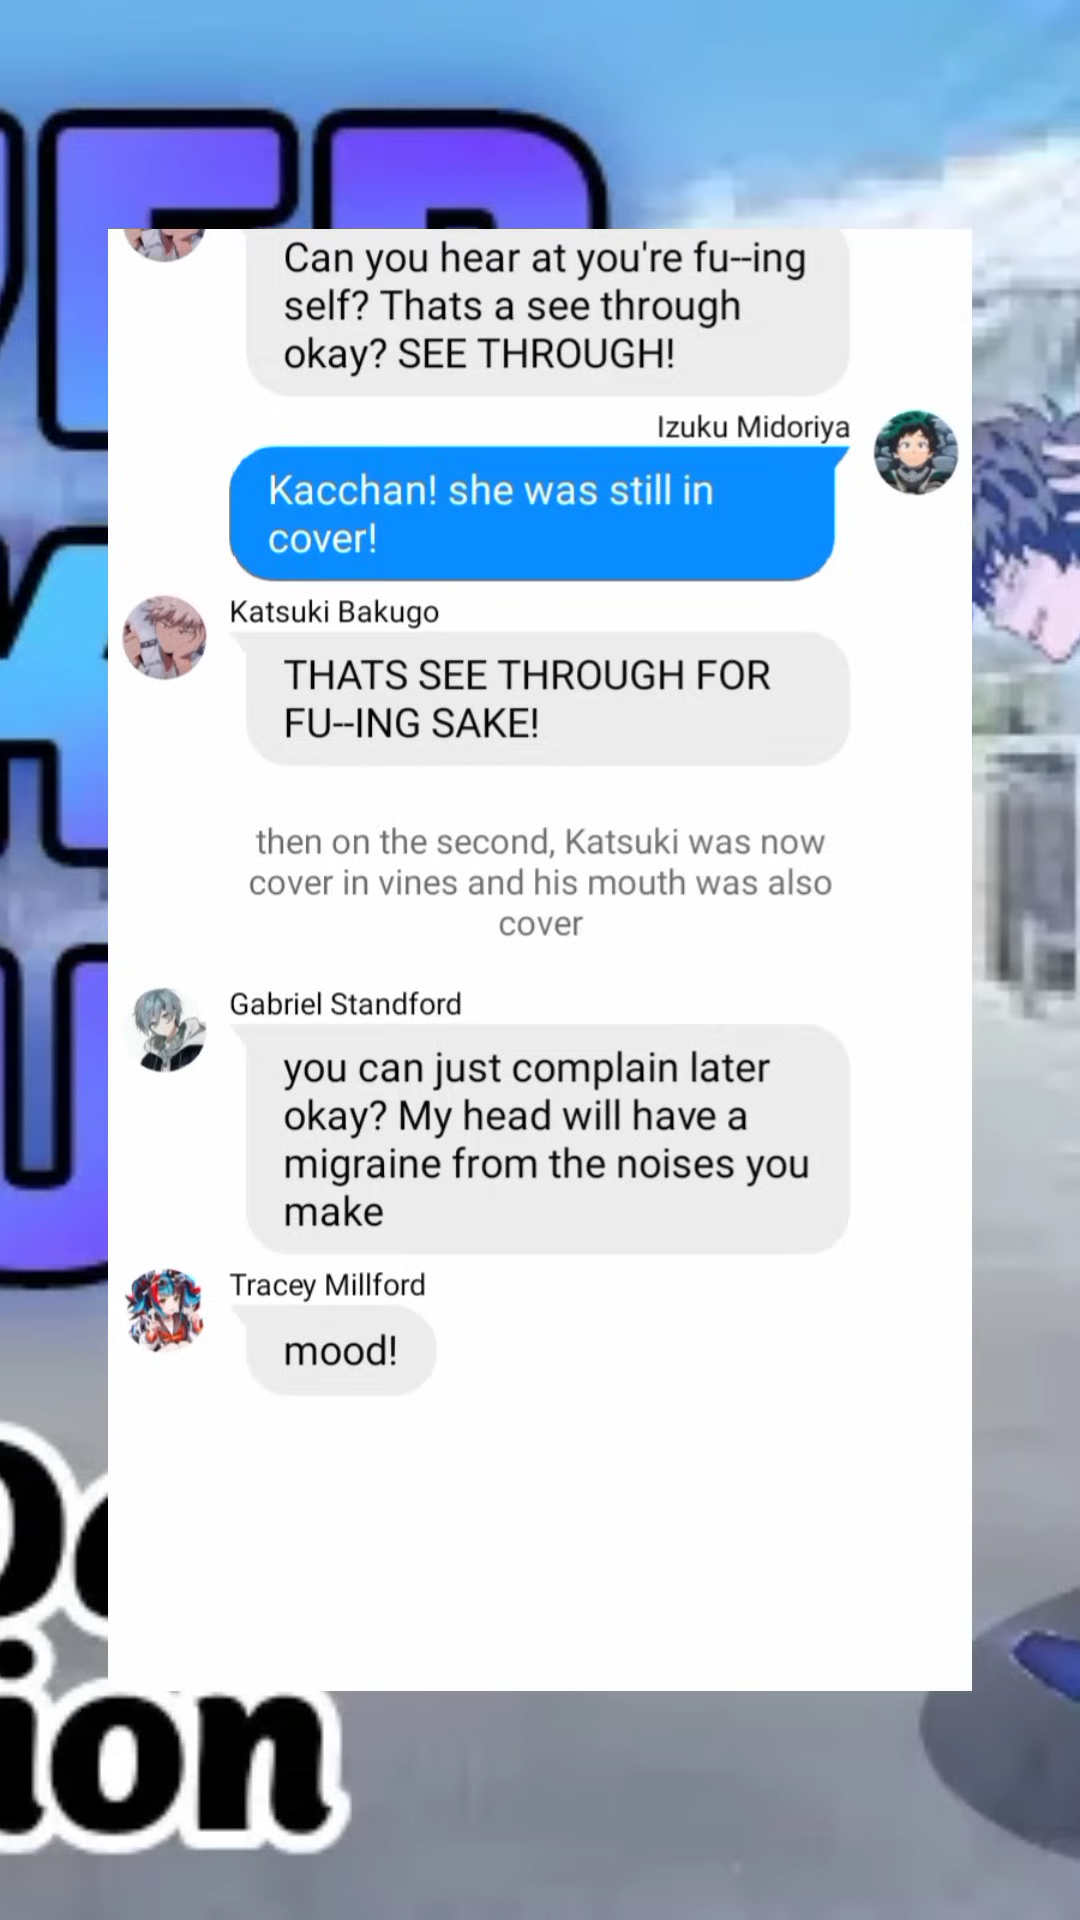 Can you hear at you're fu--ing
self? Thats a see through
okay? SEE THROUGH!
Izuku Midoriya
Kacchan! she was still in
cover!
Katsuki Bakugo
THATS SEE THROUGH FOR
FU--ING SAKE!
then on the second, Katsuki was now
cover in vines and his mouth was also
cover
Gabriel Standford
you can just complain later
okay? My head will have a
migraine from the noises you
make
Tracey Millford
mood!
ion